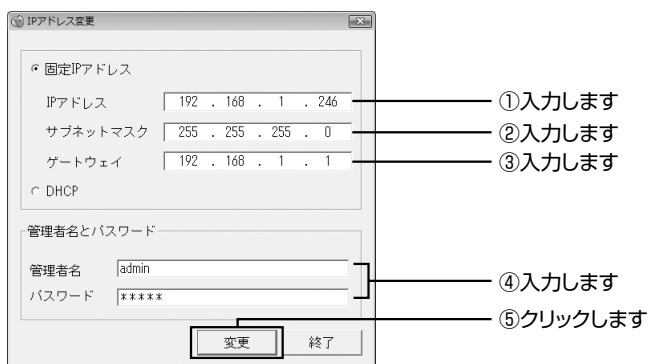 IPアドレス変更
固定IPアドレス
IPアドレス 192 . 168 . 1 . 246 ①入力します
サブネットマスク 255 . 255 . 255 . 0 ②入力します
ゲートウェイ 192 . 168 . 1 . 1 ③入力します
DHCP
管理者名とパスワード
管理者名 admin
パスワード ***** ④入力します
⑤クリックします
変更 終了